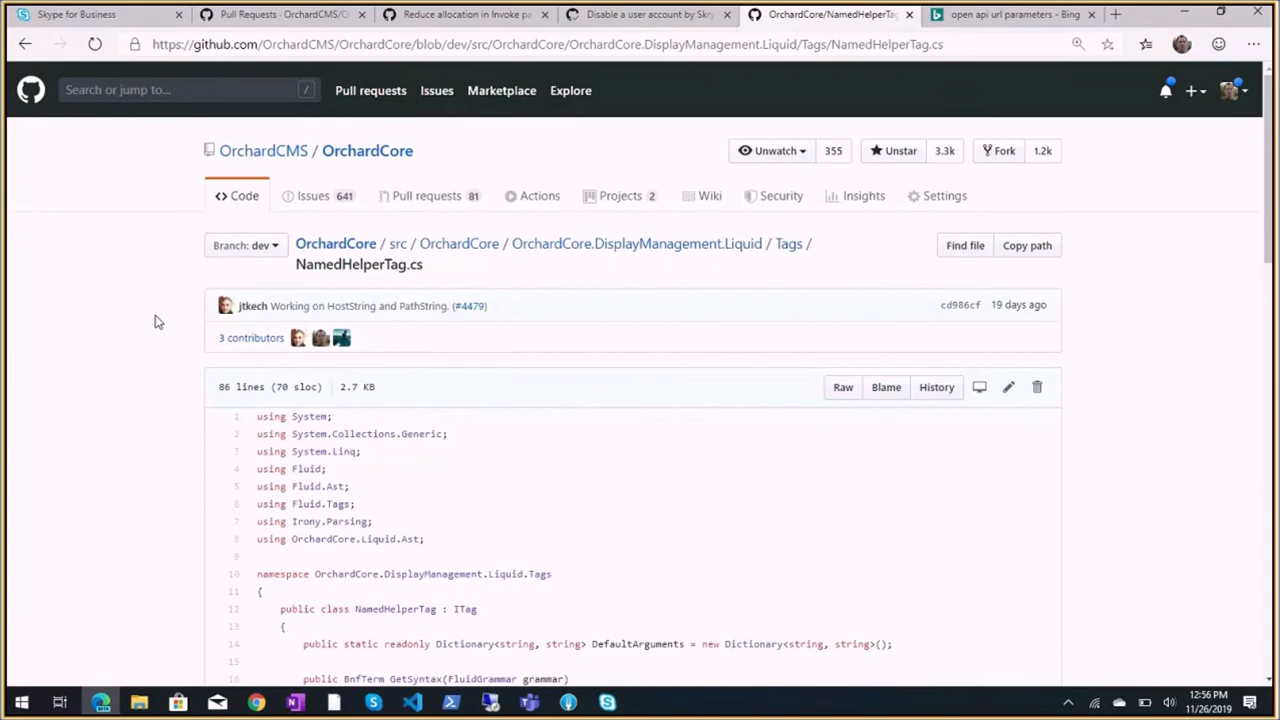 Skype for Business
Pull Requests · OrchardCMS/O
Reduce allocation in Invoke pa
Disable a user account by Skry
OrchardCore/NamedHelperTag
open api url parameters - Bing
https://github.com/OrchardCMS/OrchardCore/blob/dev/src/OrchardCore/OrchardCore.DisplayManagement.Liquid/Tags/NamedHelperTag.cs
Search or jump to... /
Pull requests Issues Marketplace Explore
OrchardCMS / OrchardCore
Unwatch 355 Unstar 3.3k Fork 1.2k
Code Issues 641 Pull requests 81 Actions Projects 2 Wiki Security Insights Settings
Branch: dev OrchardCore / src / OrchardCore / OrchardCore.DisplayManagement.Liquid / Tags / Find file Copy path
NamedHelperTag.cs
jtkech Working on HostString and PathString. (#4479) cd986cf 19 days ago
3 contributors
86 lines (70 sloc) 2.7 KB Raw Blame History
1 using System;
2 using System.Collections.Generic;
3 using System.Linq;
4 using Fluid;
5 using Fluid.Ast;
6 using Fluid.Tags;
7 using Irony.Parsing;
8 using OrchardCore.Liquid.Ast;
9
10 namespace OrchardCore.DisplayManagement.Liquid.Tags
11 {
12 public class NamedHelperTag : ITag
13 {
14 public static readonly Dictionary<string, string> DefaultArguments = new Dictionary<string, string>();
15
16 public BnfTerm GetSyntax(FluidGrammar grammar)
12:56 PM
11/26/2019